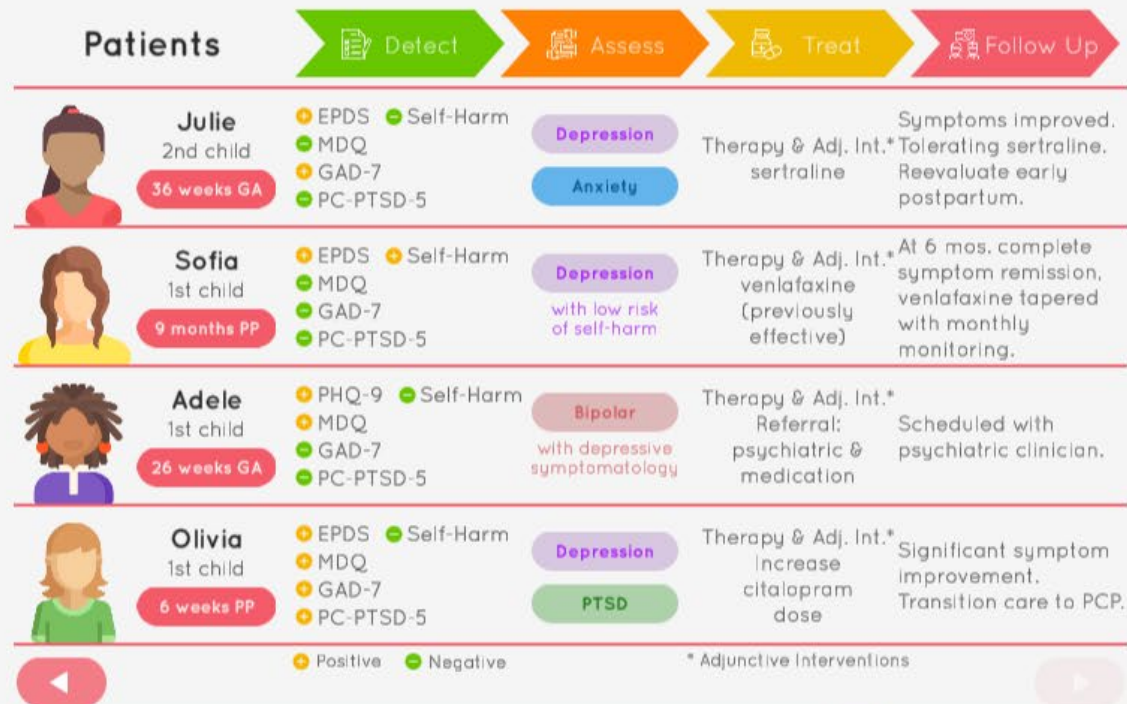 Patients
Detect
Assess
Treat
Follow Up
Julie
2nd child
36 weeks GA
EPDS Self-Harm
MDQ
GAD-7
PC-PTSD-5
Depression
Anxiety
Therapy & Adj. Int.*
sertraline
Symptoms improved.
Tolerating sertraline.
Reevaluate early
postpartum.
Sofia
1st child
9 months PP
EPDS Self-Harm
MDQ
GAD-7
PC-PTSD-5
Depression
with low risk
of self-harm
Therapy & Adj. Int.*
venlafaxine
(previously
effective)
At 6 mos. complete
symptom remission,
venlafaxine tapered
with monthly
monitoring.
Adele
1st child
26 weeks GA
PHQ-9 Self-Harm
MDQ
GAD-7
PC-PTSD-5
Bipolar
with depressive
symptomatology
Therapy & Adj. Int.*
Referral:
psychiatric &
medication
Scheduled with
psychiatric clinician.
Olivia
1st child
6 weeks PP
EPDS Self-Harm
MDQ
GAD-7
PC-PTSD-5
Depression
PTSD
Therapy & Adj. Int.*
Increase
citalopram
dose
Significant symptom
improvement.
Transition care to PCP.
Positive Negative
* Adjunctive Interventions